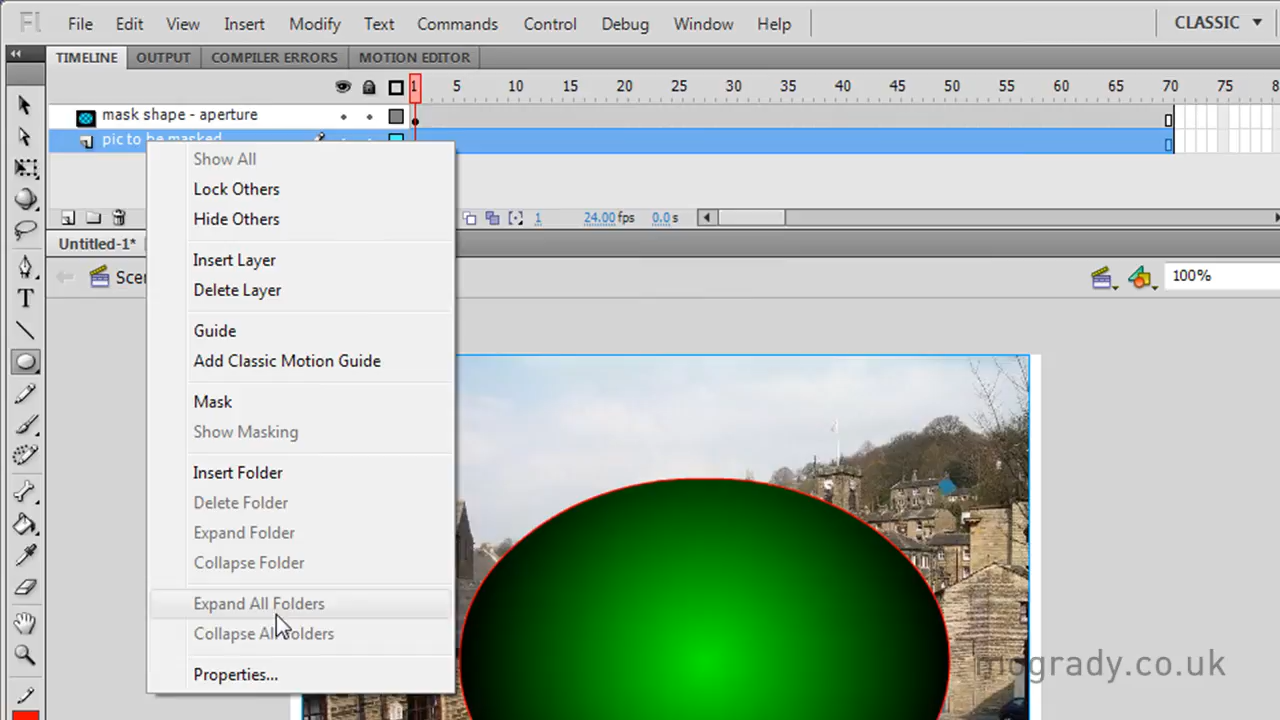 Fl File Edit View Insert Modify Text Commands Control Debug Window Help CLASSIC
TIMELINE OUTPUT COMPILER ERRORS MOTION EDITOR
1 5 10 15 20 25 30 35 40 45 50 55 60 65 70 75
mask shape - aperture
pic to be masked
Show All
Lock Others
Hide Others
1 24.00 fps 0.0 s
Untitled-1*
Insert Layer
Scen 100%
Delete Layer
Guide
Add Classic Motion Guide
Mask
Show Masking
Insert Folder
Delete Folder
Expand Folder
Collapse Folder
Expand All Folders
Collapse All Folders
mcgrady.co.uk
Properties...